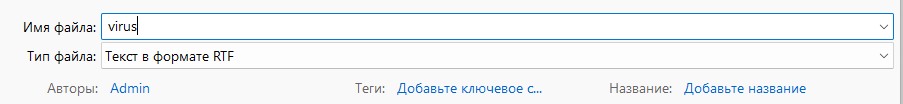 Имя файла: virus
Тип файла: Текст в формате RTF
Авторы: Admin Теги: Добавьте ключевое с... Название: Добавьте название